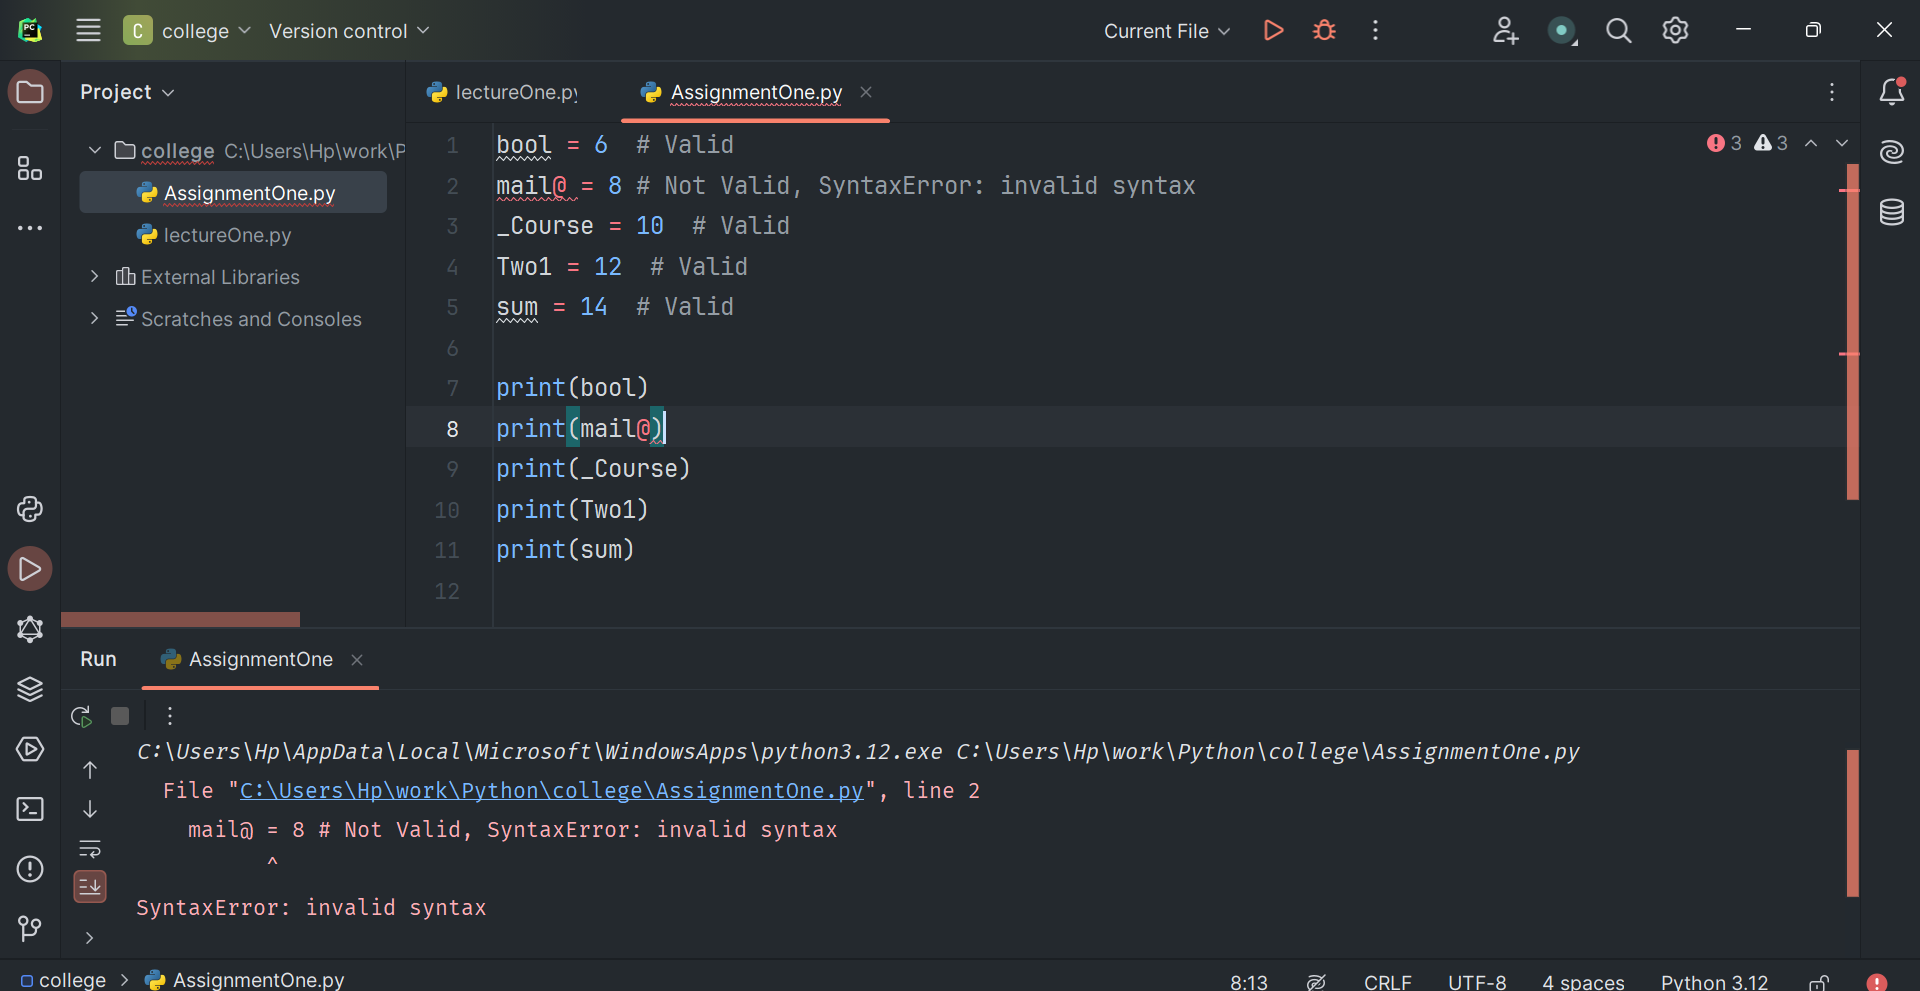 PC
C college Version control Current File
Project
lectureOne.py AssignmentOne.py
college C:\Users\Hp\work\P
AssignmentOne.py
lectureOne.py
External Libraries
Scratches and Consoles
3 3
1 bool = 6  # Valid
2 mail@ = 8 # Not Valid, SyntaxError: invalid syntax
3 _Course = 10  # Valid
4 Two1 = 12  # Valid
5 sum = 14  # Valid
6
7 print(bool)
8 print(mail@)
9 print(_Course)
10 print(Two1)
11 print(sum)
12
Run AssignmentOne
C:\Users\Hp\AppData\Local\Microsoft\WindowsApps\python3.12.exe C:\Users\Hp\work\Python\college\AssignmentOne.py
File "C:\Users\Hp\work\Python\college\AssignmentOne.py", line 2
mail@ = 8 # Not Valid, SyntaxError: invalid syntax
^
SyntaxError: invalid syntax
college > AssignmentOne.py 8:13 CRLF UTF-8 4 spaces Python 3.12